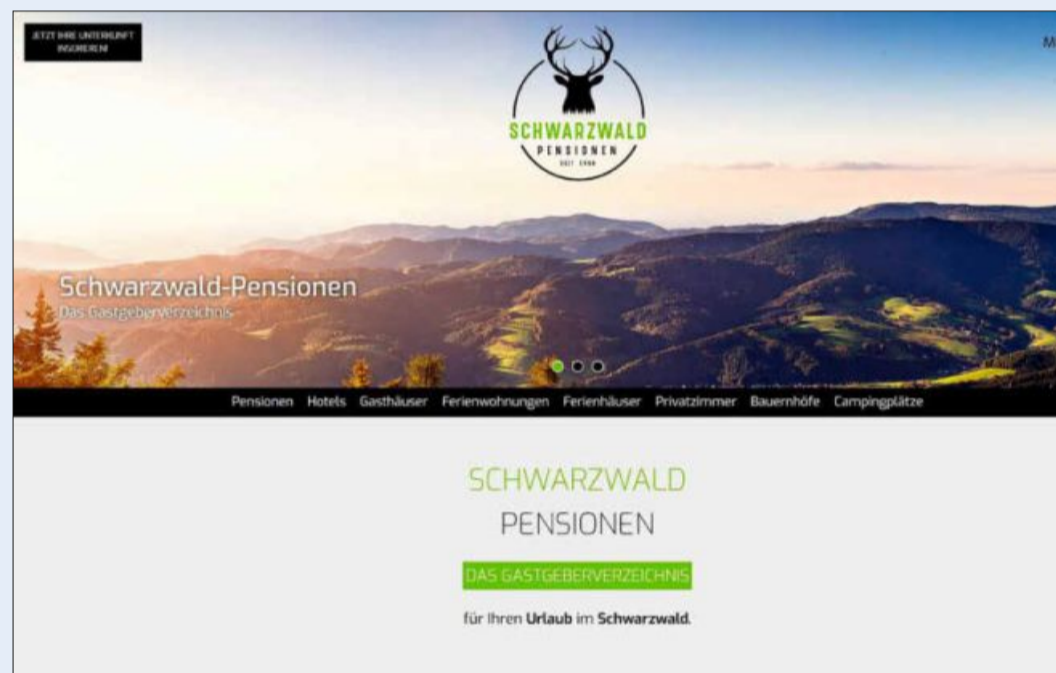 JETZT IHRE UNTERKUNFT
INSERIEREN!
SCHWARZWALD
PENSIONEN
Schwarzwald-Pensionen
Das Gastgeberverzeichnis
Pensionen Hotels Gasthäuser Ferienwohnungen Ferienhäuser Privatzimmer Bauernhöfe Campingplätze
SCHWARZWALD
PENSIONEN
DAS GASTGEBERVERZEICHNIS
für Ihren Urlaub im Schwarzwald.